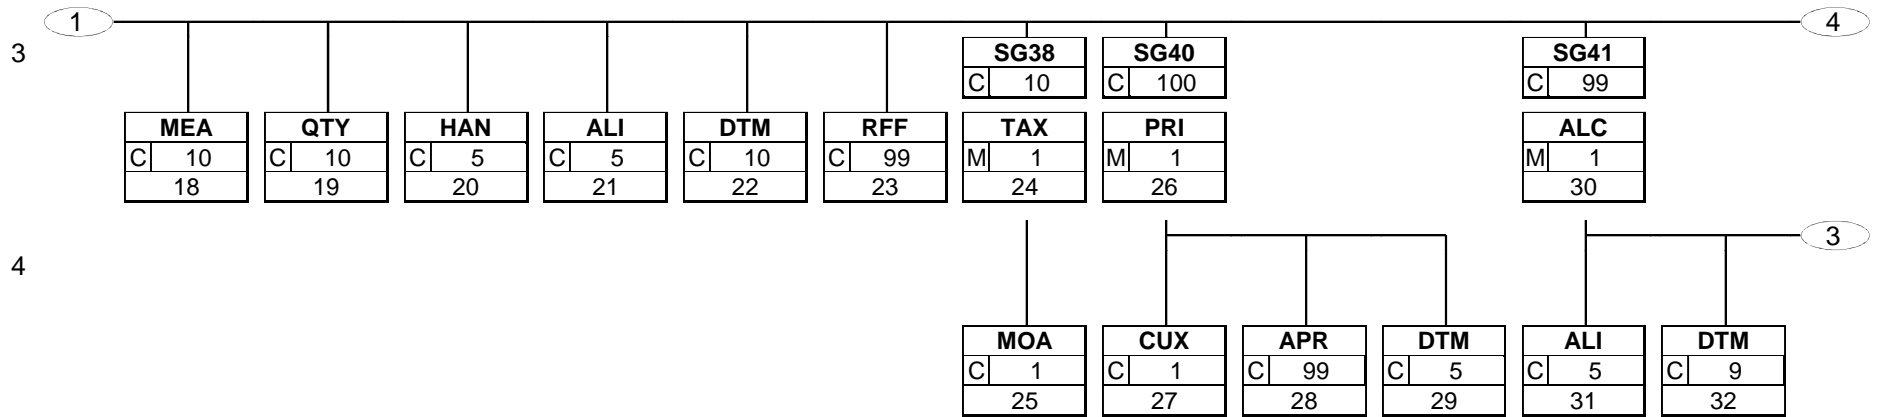 1 4
3 SG38 SG40 SG41
C 10 C 100 C 99
MEA QTY HAN ALI DTM RFF TAX PRI ALC
C 10 C 10 C 5 C 5 C 10 C 99 M 1 M 1 M 1
18 19 20 21 22 23 24 26 30
3
4
MOA CUX APR DTM ALI DTM
C 1 C 1 C 99 C 5 C 5 C 9
25 27 28 29 31 32